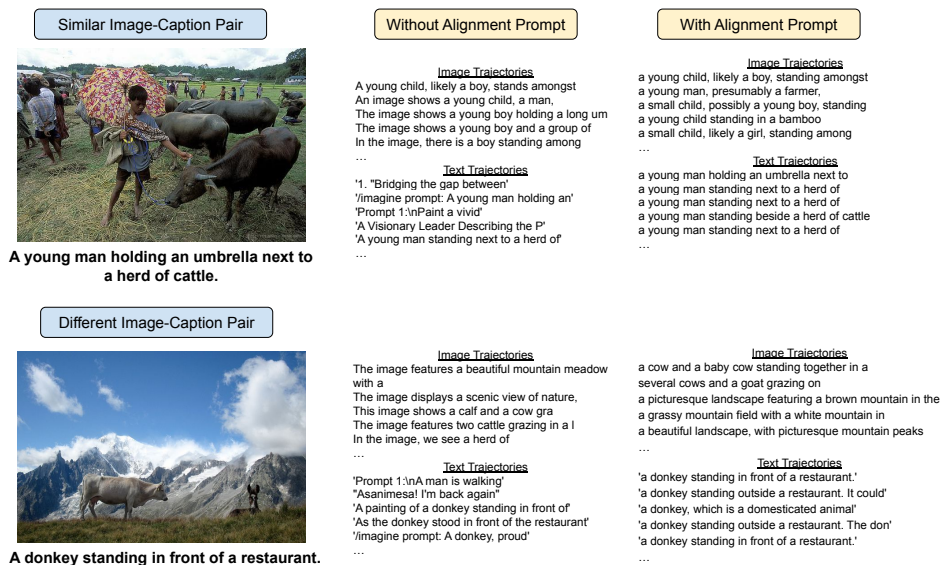 Similar Image-Caption Pair
Without Alignment Prompt
With Alignment Prompt
A young man holding an umbrella next to
a herd of cattle.
Image Trajectories
A young child, likely a boy, stands amongst
An image shows a young child, a man,
The image shows a young boy holding a long um
The image shows a young boy and a group of
In the image, there is a boy standing among
…
Text Trajectories
'1. "Bridging the gap between'
'/imagine prompt: A young man holding an'
'Prompt 1:\nPaint a vivid'
'A Visionary Leader Describing the P'
'A young man standing next to a herd of'
…
Image Trajectories
a young child, likely a boy, standing amongst
a young man, presumably a farmer,
a small child, possibly a young boy, standing
a young child standing in a bamboo
a small child, likely a girl, standing among
…
Text Trajectories
a young man holding an umbrella next to
a young man standing next to a herd of
a young man standing next to a herd of
a young man standing beside a herd of cattle
a young man standing next to a herd of
…
Different Image-Caption Pair
A donkey standing in front of a restaurant.
Image Trajectories
The image features a beautiful mountain meadow
with a
The image displays a scenic view of nature,
This image shows a calf and a cow gra
The image features two cattle grazing in a l
In the image, we see a herd of
…
Text Trajectories
'Prompt 1:\nA man is walking'
"Asanimesa! I'm back again"
'A painting of a donkey standing in front of'
'As the donkey stood in front of the restaurant'
'/imagine prompt: A donkey, proud'
…
Image Trajectories
a cow and a baby cow standing together in a
several cows and a goat grazing on
a picturesque landscape featuring a brown mountain in the
a grassy mountain field with a white mountain in
a beautiful landscape, with picturesque mountain peaks
…
Text Trajectories
'a donkey standing in front of a restaurant.'
'a donkey standing outside a restaurant. It could'
'a donkey, which is a domesticated animal'
'a donkey standing outside a restaurant. The don'
'a donkey standing in front of a restaurant.'
…